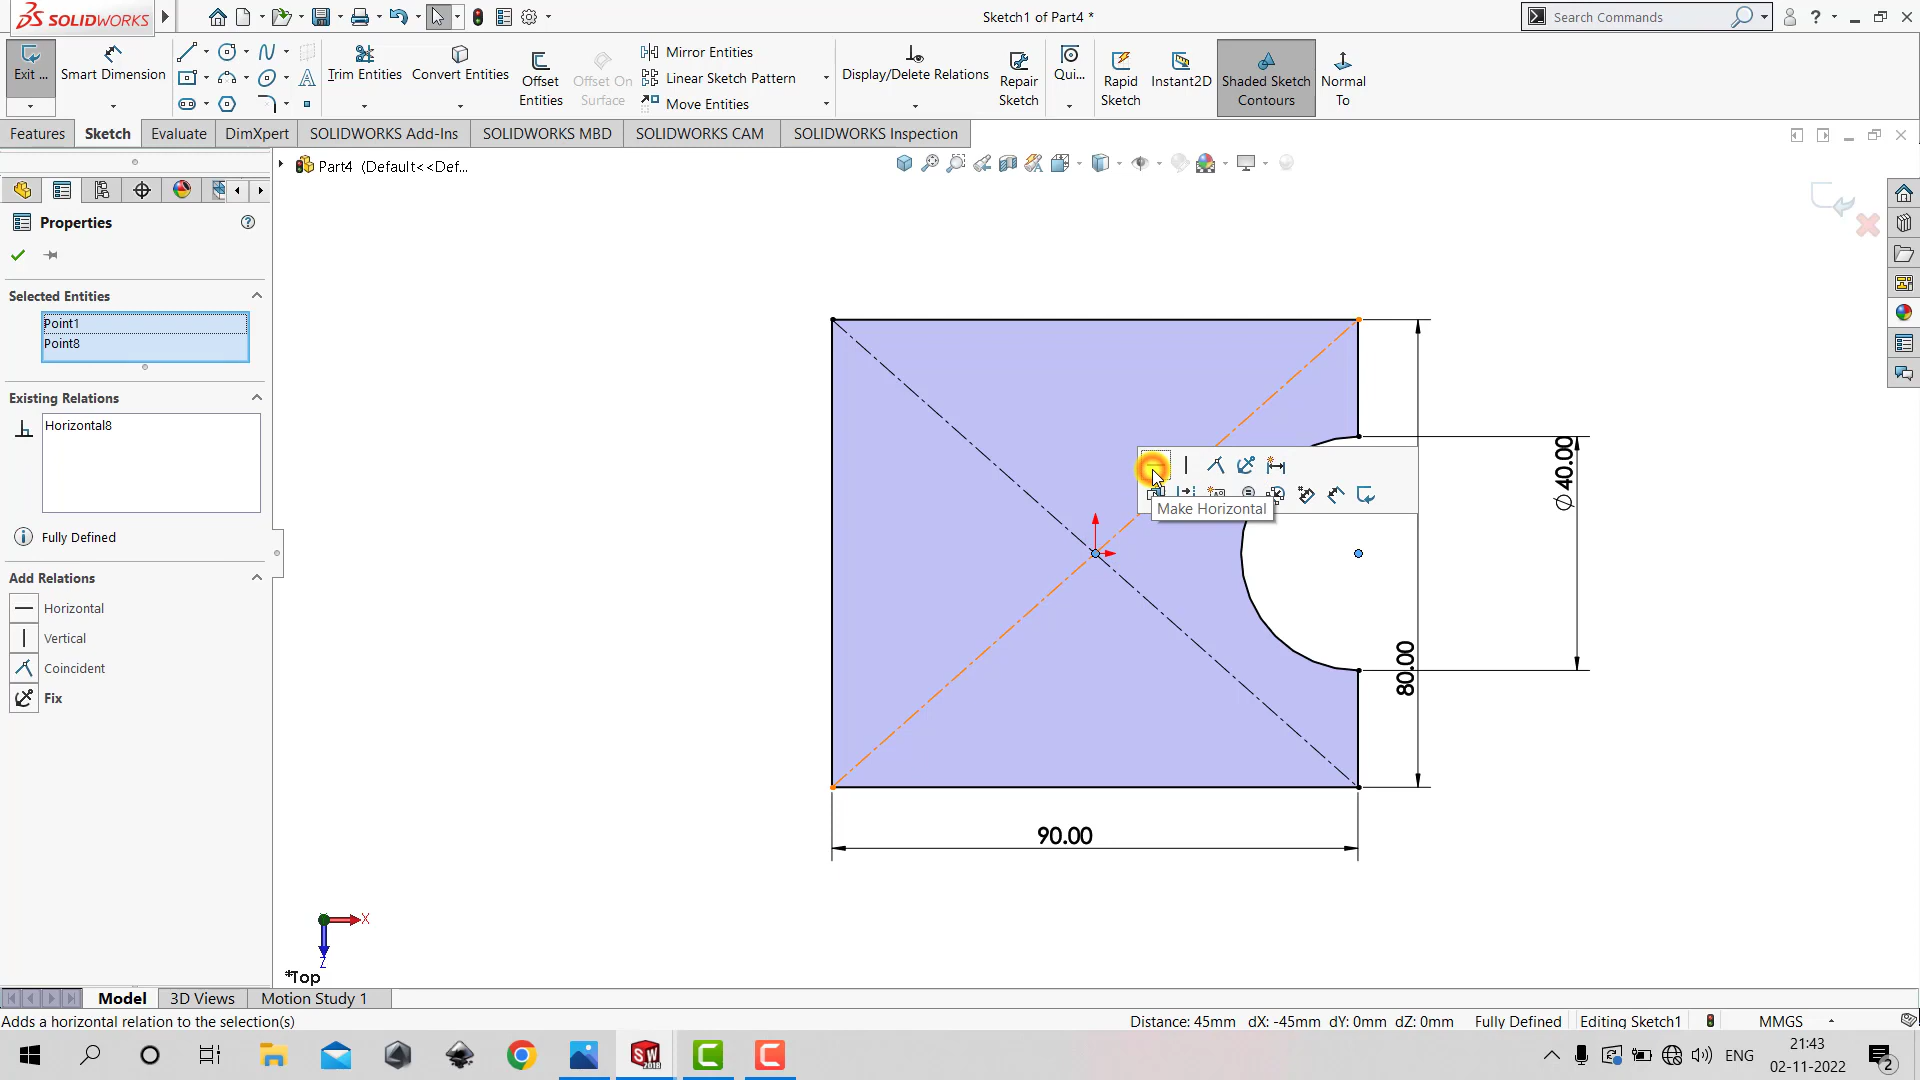 SOLIDWORKS
Sketch1 of Part4 *
Search Commands
Exit ...
Smart Dimension
Trim Entities
Convert Entities
Offset Entities
Offset On Surface
Mirror Entities
Linear Sketch Pattern
Move Entities
Display/Delete Relations
Repair Sketch
Qui...
Rapid Sketch
Instant2D
Shaded Sketch Contours
Normal To
Features
Sketch
Evaluate
DimXpert
SOLIDWORKS Add-Ins
SOLIDWORKS MBD
SOLIDWORKS CAM
SOLIDWORKS Inspection
Part4 (Default<<Def...
Properties
Selected Entities
Point1
Point8
Existing Relations
Horizontal8
Fully Defined
Add Relations
Horizontal
Vertical
Coincident
Fix
Make Horizontal
∅40.00
80.00
90.00
X
Z
*Top
Model
3D Views
Motion Study 1
Adds a horizontal relation to the selection(s)
Distance: 45mm dX: -45mm dY: 0mm dZ: 0mm
Fully Defined
Editing Sketch1
MMGS
SW
2018
ENG
21:43
02-11-2022
2